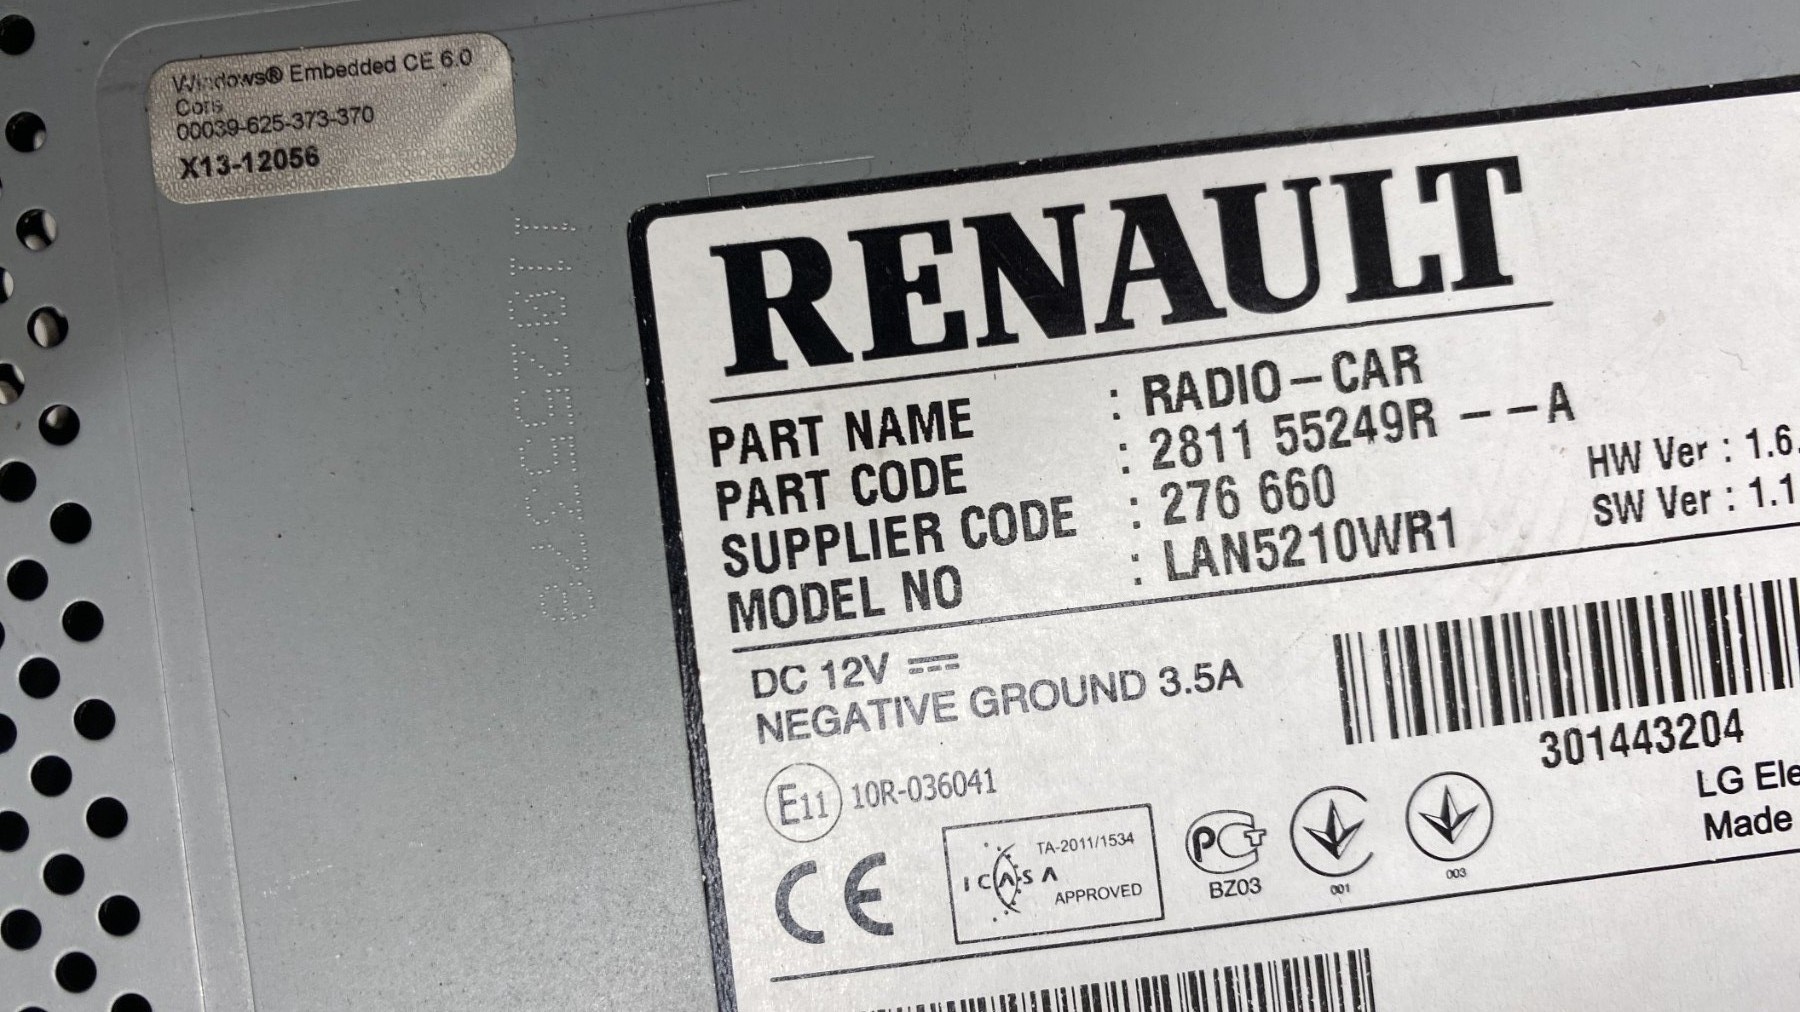 Windows® Embedded CE 6.0
Core
00039-625-373-370
X13-12056
RENAULT
PART NAME : RADIO-CAR
PART CODE : 2811 55249R --A
SUPPLIER CODE : 276 660
MODEL NO : LAN5210WR1
HW Ver : 1.6.
SW Ver : 1.1
DC 12V
NEGATIVE GROUND 3.5A
301443204
LG Ele
Made
E11 10R-036041
CE
ICASA
TA-2011/1534
APPROVED
PCT
BZ03
001
003